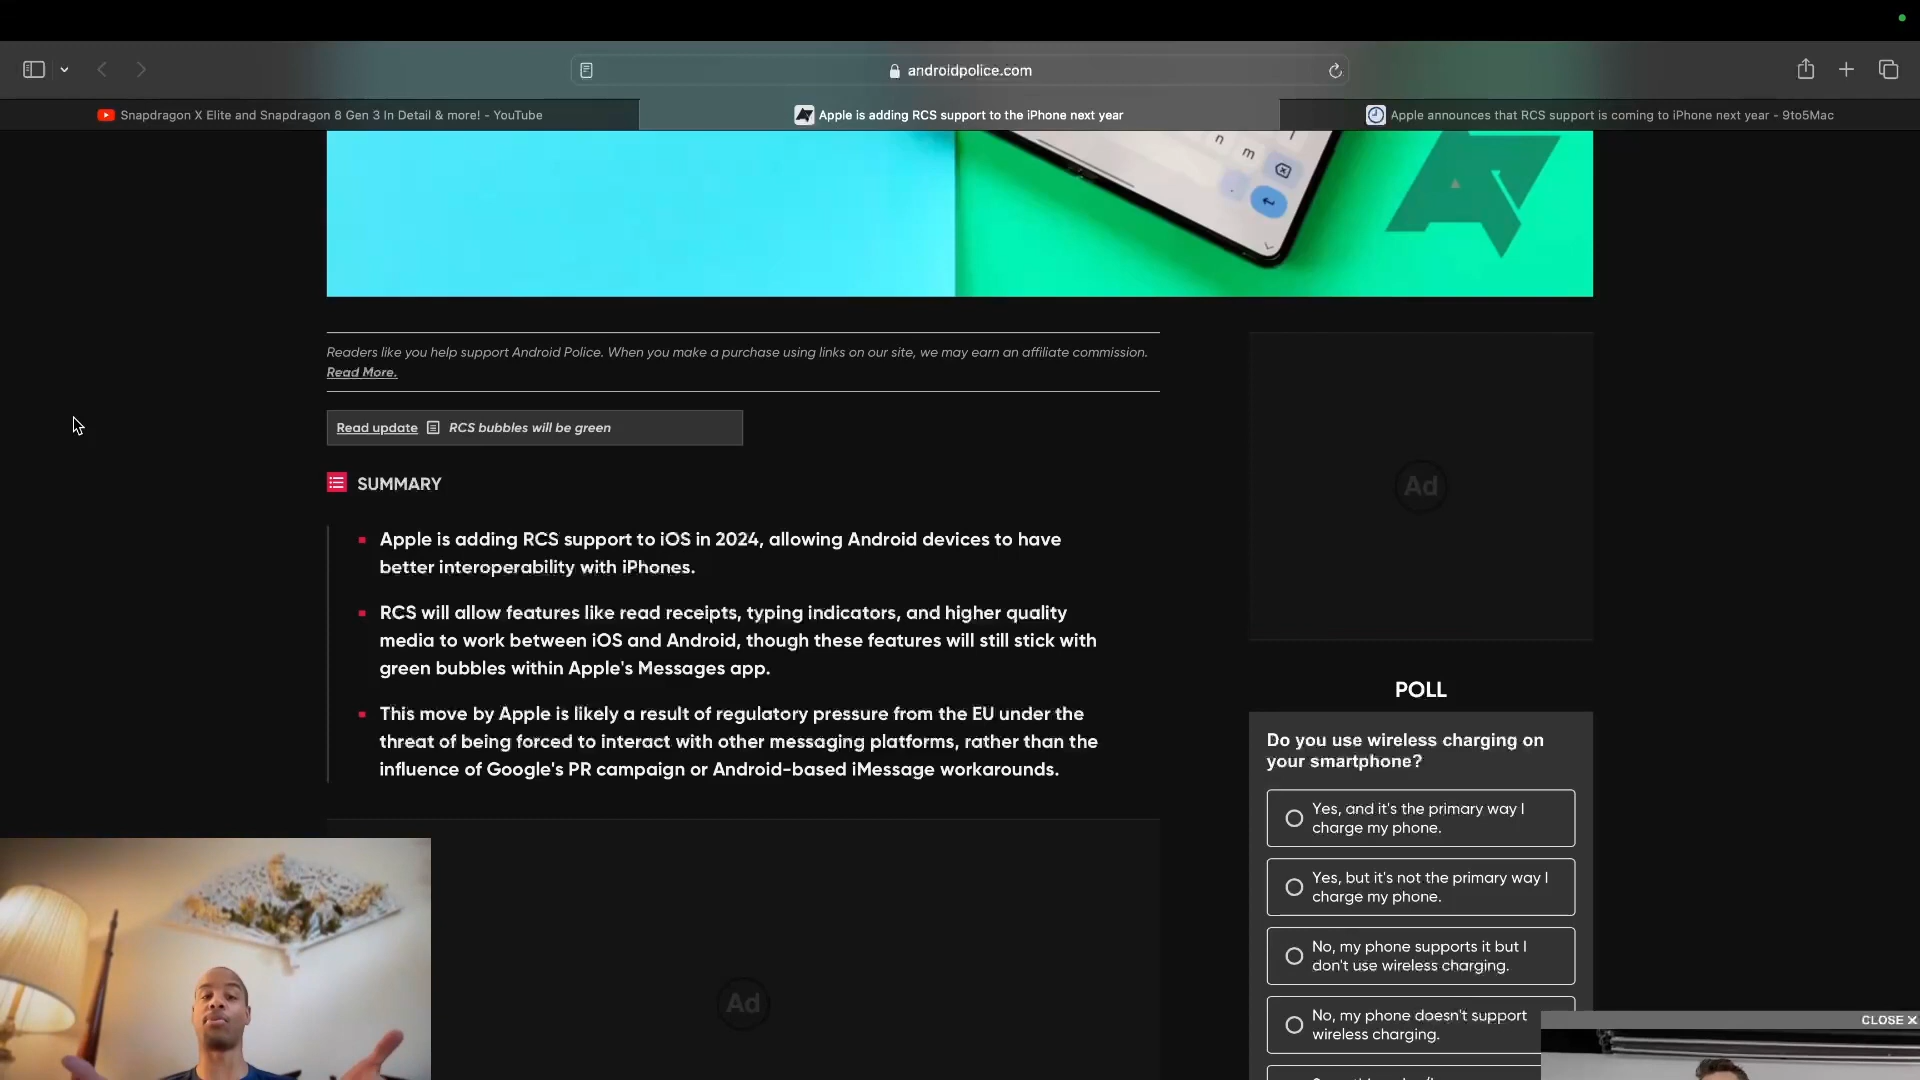 androidpolice.com
Snapdragon X Elite and Snapdragon 8 Gen 3 In Detail & more! - YouTube
Apple is adding RCS support to the iPhone next year
Apple announces that RCS support is coming to iPhone next year - 9to5Mac
n
m
Readers like you help support Android Police. When you make a purchase using links on our site, we may earn an affiliate commission.
Read More.
Read update
RCS bubbles will be green
SUMMARY
Apple is adding RCS support to iOS in 2024, allowing Android devices to have
better interoperability with iPhones.
RCS will allow features like read receipts, typing indicators, and higher quality
media to work between iOS and Android, though these features will still stick with
green bubbles within Apple's Messages app.
This move by Apple is likely a result of regulatory pressure from the EU under the
threat of being forced to interact with other messaging platforms, rather than the
influence of Google's PR campaign or Android-based iMessage workarounds.
Ad
Ad
POLL
Do you use wireless charging on
your smartphone?
Yes, and it's the primary way I
charge my phone.
Yes, but it's not the primary way I
charge my phone.
No, my phone supports it but I
don't use wireless charging.
No, my phone doesn't support
wireless charging.
CLOSE X